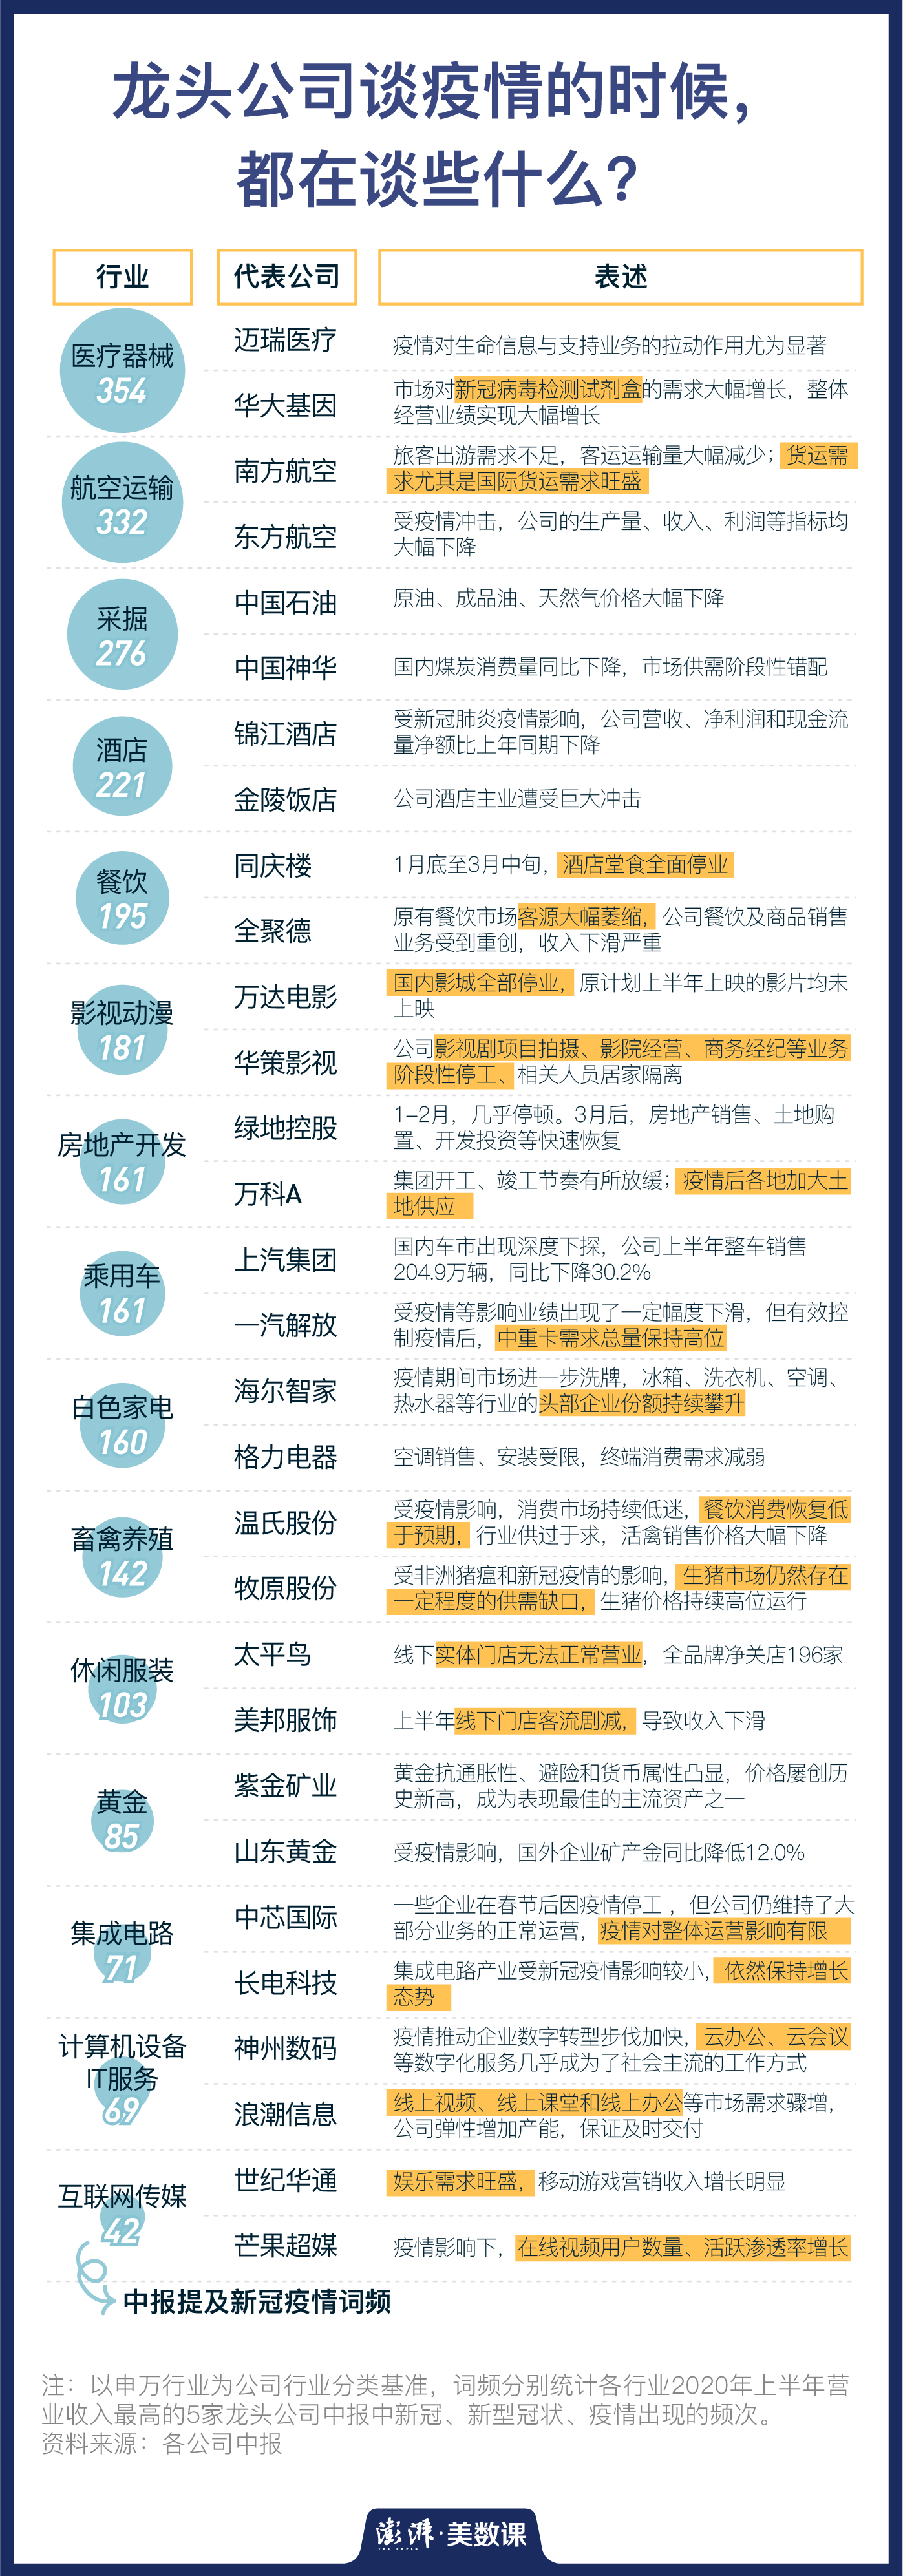 龙头公司谈疫情的时候，
都在谈些什么？
行业
代表公司
表述
医疗器械
354
迈瑞医疗
疫情对生命信息与支持业务的拉动作用尤为显著
华大基因
市场对新冠病毒检测试剂盒的需求大幅增长，整体
经营业绩实现大幅增长
航空运输
332
南方航空
旅客出游需求不足，客运运输量大幅减少；货运需
求尤其是国际货运需求旺盛
东方航空
受疫情冲击，公司的生产量、收入、利润等指标均
大幅下降
采掘
276
中国石油
原油、成品油、天然气价格大幅下降
中国神华
国内煤炭消费量同比下降，市场供需阶段性错配
酒店
221
锦江酒店
受新冠肺炎疫情影响，公司营收、净利润和现金流
量净额比上年同期下降
金陵饭店
公司酒店主业遭受巨大冲击
餐饮
195
同庆楼
1月底至3月中旬，酒店堂食全面停业
全聚德
原有餐饮市场客源大幅萎缩，公司餐饮及商品销售
业务受到重创，收入下滑严重
影视动漫
181
万达电影
国内影城全部停业，原计划上半年上映的影片均未
上映
华策影视
公司影视剧项目拍摄、影院经营、商务经纪等业务
阶段性停工、相关人员居家隔离
房地产开发
161
绿地控股
1-2月，几乎停顿。3月后，房地产销售、土地购
置、开发投资等快速恢复
万科A
集团开工、竣工节奏有所放缓；疫情后各地加大土
地供应
乘用车
161
上汽集团
国内车市出现深度下探，公司上半年整车销售
204.9万辆，同比下降30.2%
一汽解放
受疫情等影响业绩出现了一定幅度下滑，但有效控
制疫情后，中重卡需求总量保持高位
白色家电
160
海尔智家
疫情期间市场进一步洗牌，冰箱、洗衣机、空调、
热水器等行业的头部企业份额持续攀升
格力电器
空调销售、安装受限，终端消费需求减弱
畜禽养殖
142
温氏股份
受疫情影响，消费市场持续低迷，餐饮消费恢复低
于预期，行业供过于求，活禽销售价格大幅下降
牧原股份
受非洲猪瘟和新冠疫情的影响，生猪市场仍然存在
一定程度的供需缺口，生猪价格持续高位运行
休闲服装
103
太平鸟
线下实体门店无法正常营业，全品牌净关店196家
美邦服饰
上半年线下门店客流剧减，导致收入下滑
黄金
85
紫金矿业
黄金抗通胀性、避险和货币属性凸显，价格屡创历
史新高，成为表现最佳的主流资产之一
山东黄金
受疫情影响，国外企业矿产金同比降低12.0%
集成电路
71
中芯国际
一些企业在春节后因疫情停工，但公司仍维持了大
部分业务的正常运营，疫情对整体运营影响有限
长电科技
集成电路产业受新冠疫情影响较小，依然保持增长
态势
计算机设备
IT服务
69
神州数码
疫情推动企业数字转型步伐加快，云办公、云会议
等数字化服务几乎成为了社会主流的工作方式
浪潮信息
线上视频、线上课堂和线上办公等市场需求骤增，
公司弹性增加产能，保证及时交付
互联网传媒
42
世纪华通
娱乐需求旺盛，移动游戏营销收入增长明显
芒果超媒
疫情影响下，在线视频用户数量、活跃渗透率增长
中报提及新冠疫情词频
注：以申万行业为公司行业分类基准，词频分别统计各行业2020年上半年营
业收入最高的5家龙头公司中报中新冠、新型冠状、疫情出现的频次。
资料来源：各公司中报
澎湃·美数课
THE PAPER